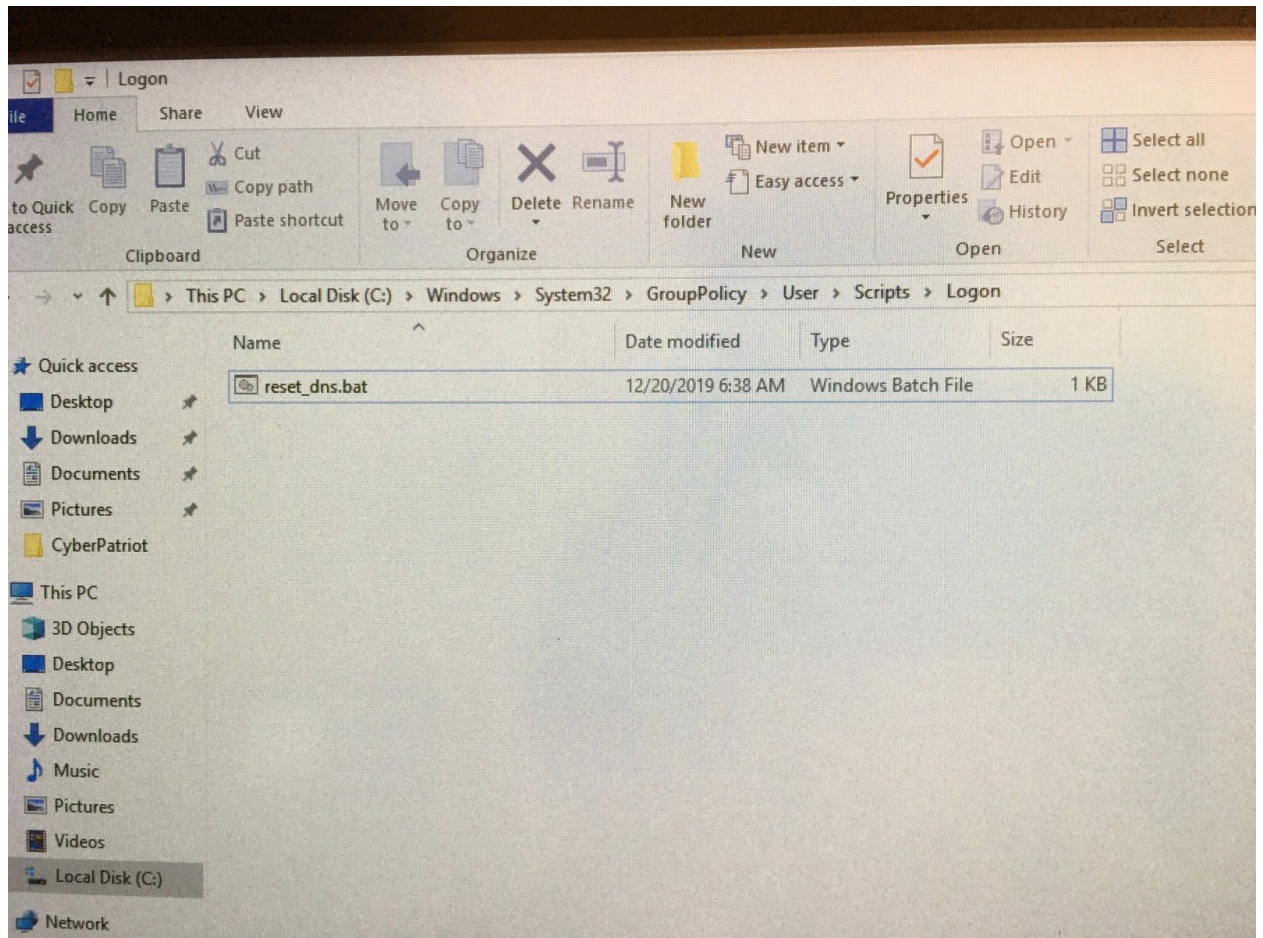 Logon
ile Home Share View
to Quick access
Copy
Paste
Cut
Copy path
Paste shortcut
Clipboard
Move to
Copy to
Delete
Rename
Organize
New folder
New item
Easy access
New
Properties
Open
Edit
History
Open
Select all
Select none
Invert selection
Select
This PC > Local Disk (C:) > Windows > System32 > GroupPolicy > User > Scripts > Logon
Name Date modified Type Size
reset_dns.bat 12/20/2019 6:38 AM Windows Batch File 1 KB
Quick access
Desktop
Downloads
Documents
Pictures
CyberPatriot
This PC
3D Objects
Desktop
Documents
Downloads
Music
Pictures
Videos
Local Disk (C:)
Network